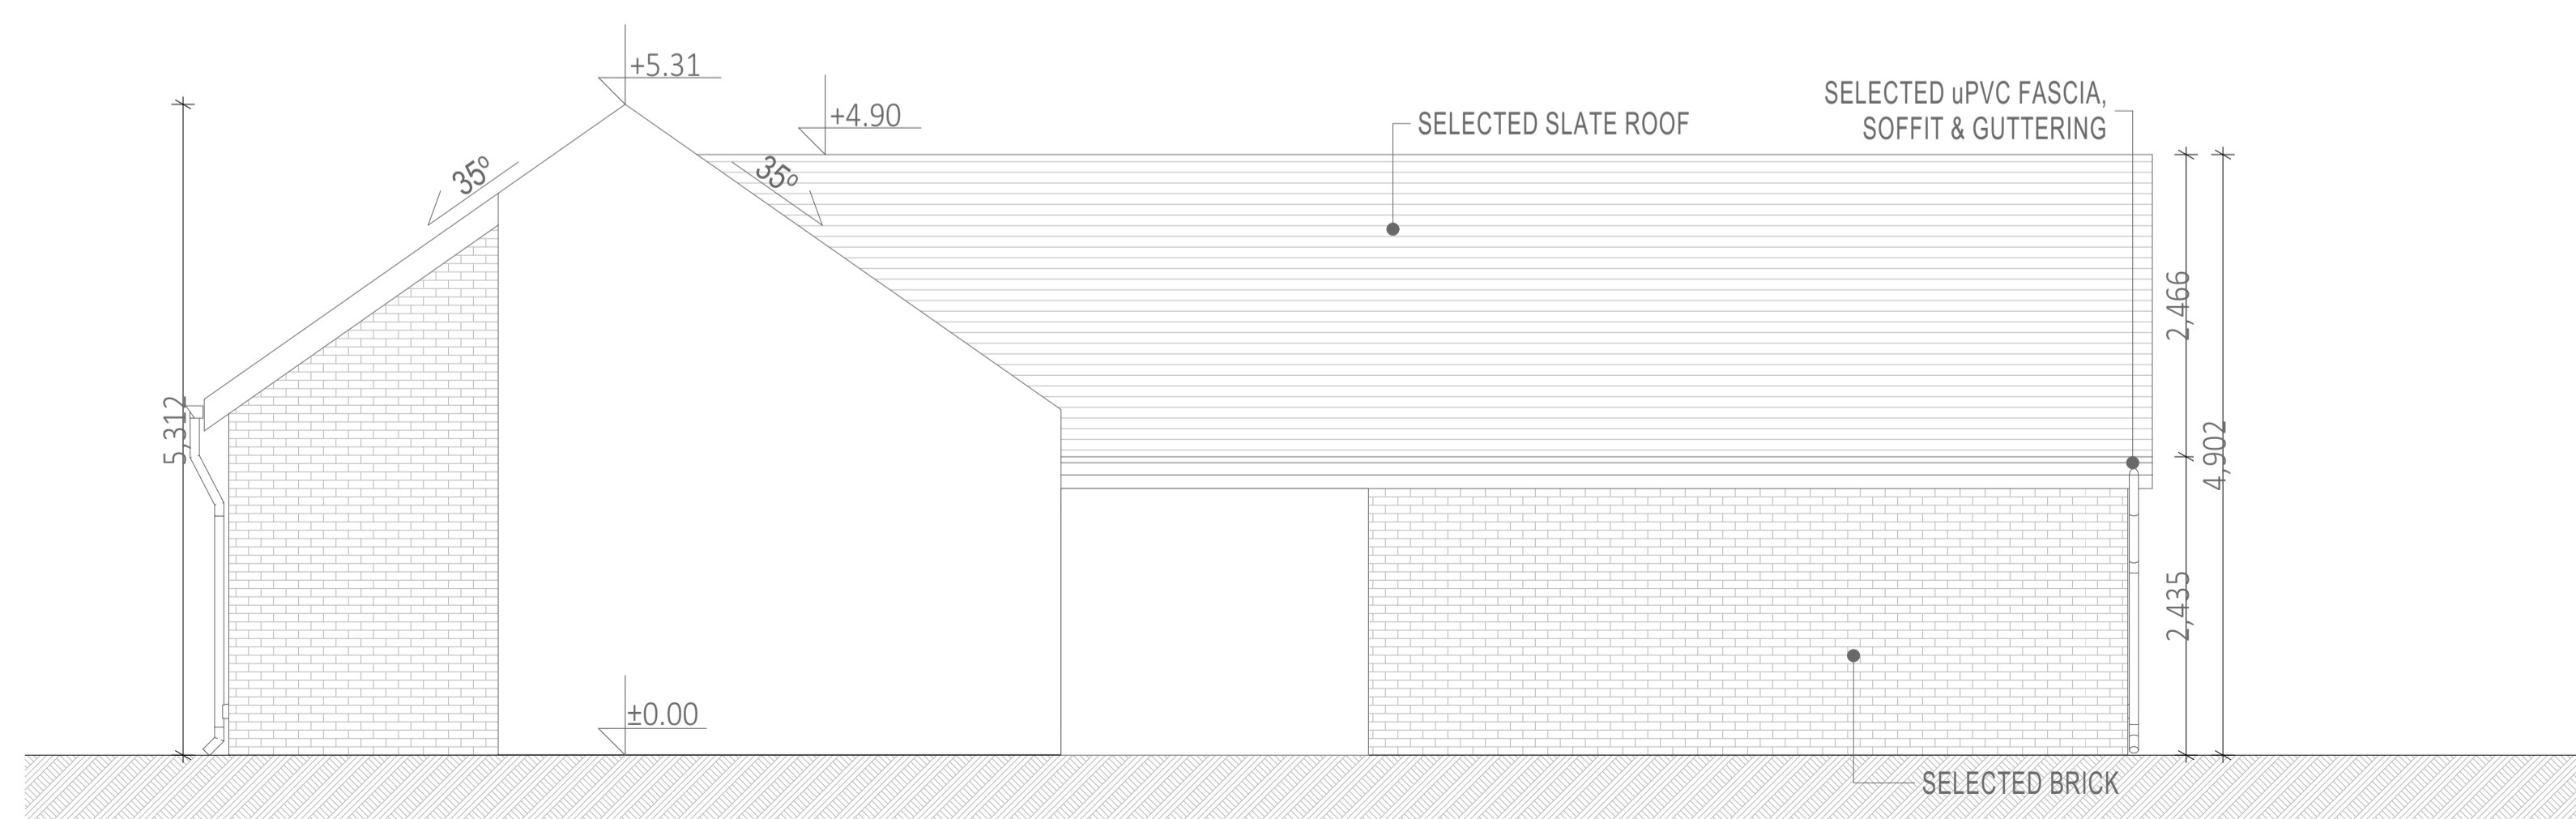 +5.31
+4.90
SELECTED SLATE ROOF
SELECTED uPVC FASCIA,
SOFFIT & GUTTERING
35º
35º
2,466
5,312
4,902
2,435
±0.00
SELECTED BRICK